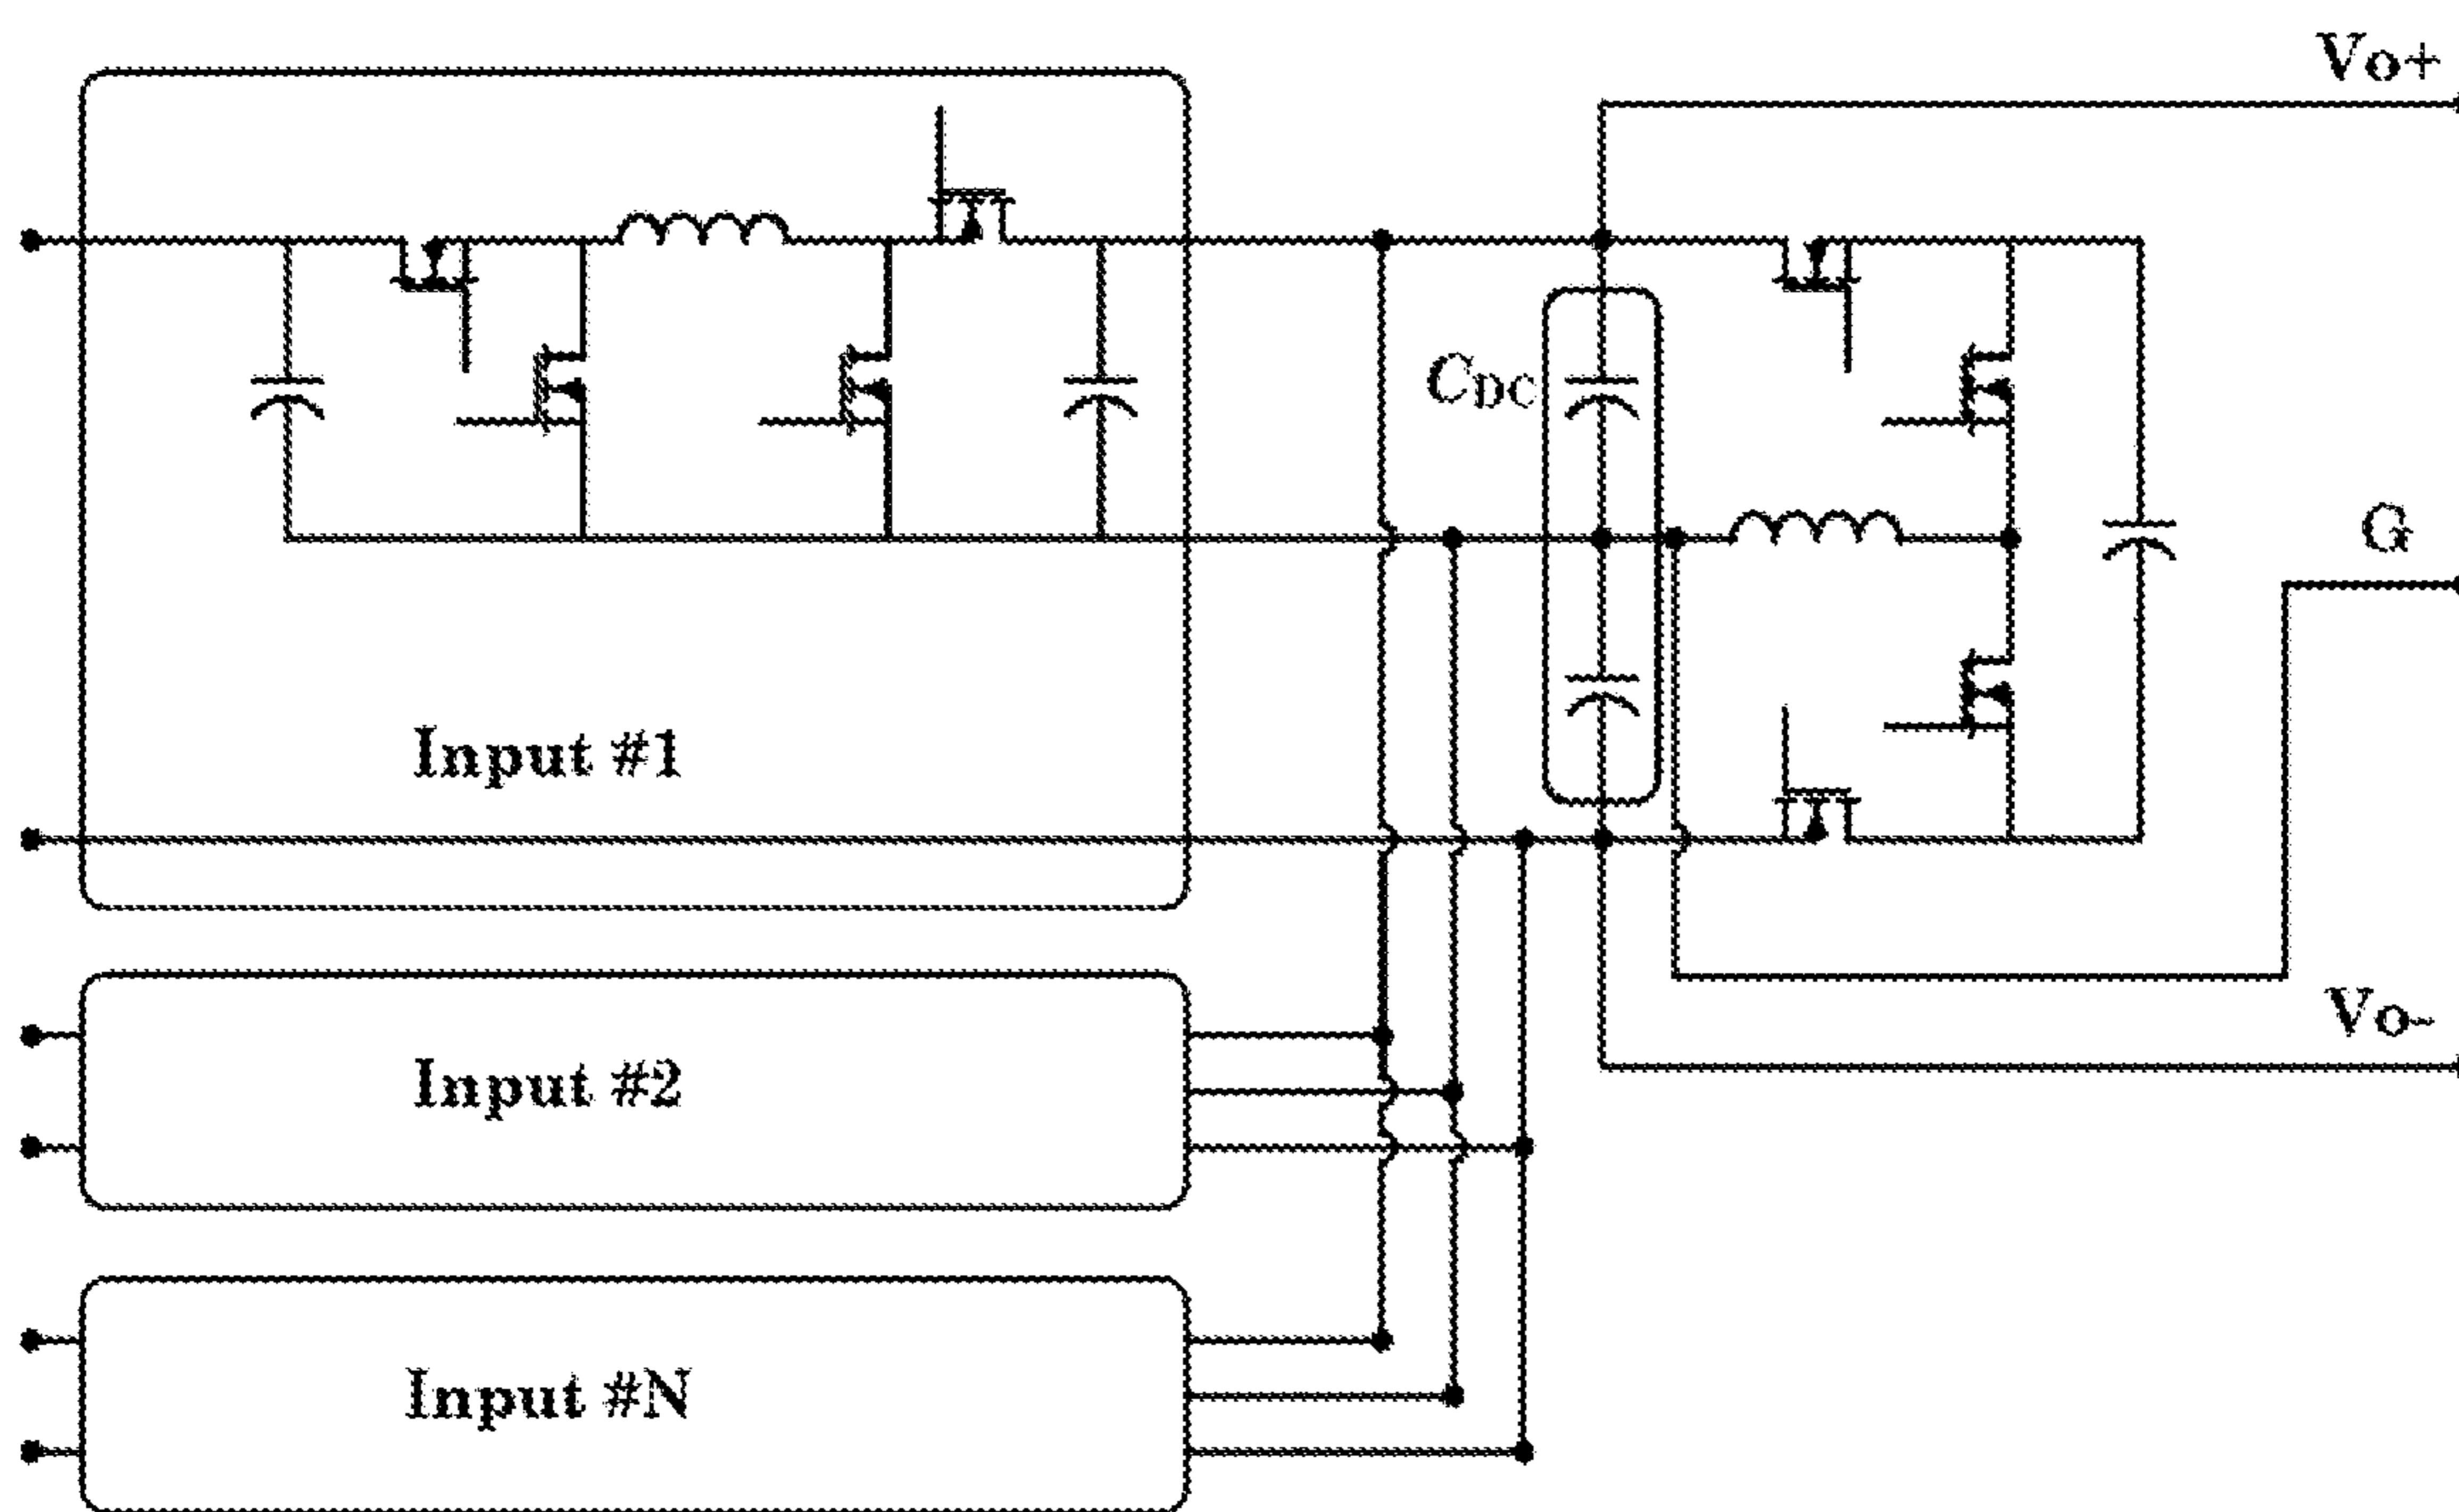 Vo+
CDC
G
Input #1
Vo-
Input #2
Input #N